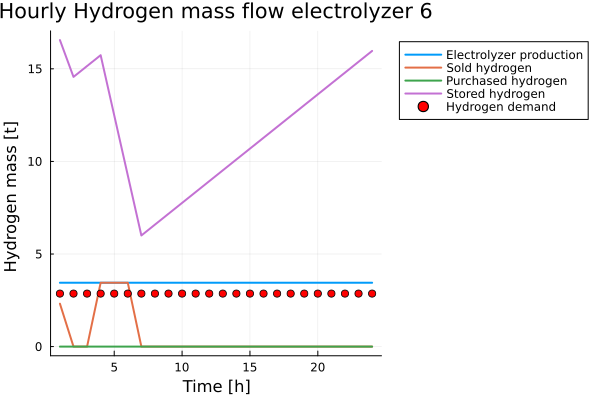 Hourly Hydrogen mass flow electrolyzer 6
Electrolyzer production
Sold hydrogen
Purchased hydrogen
Stored hydrogen
Hydrogen demand
Hydrogen mass [t]
15
10
5
0
5
10
15
20
Time [h]